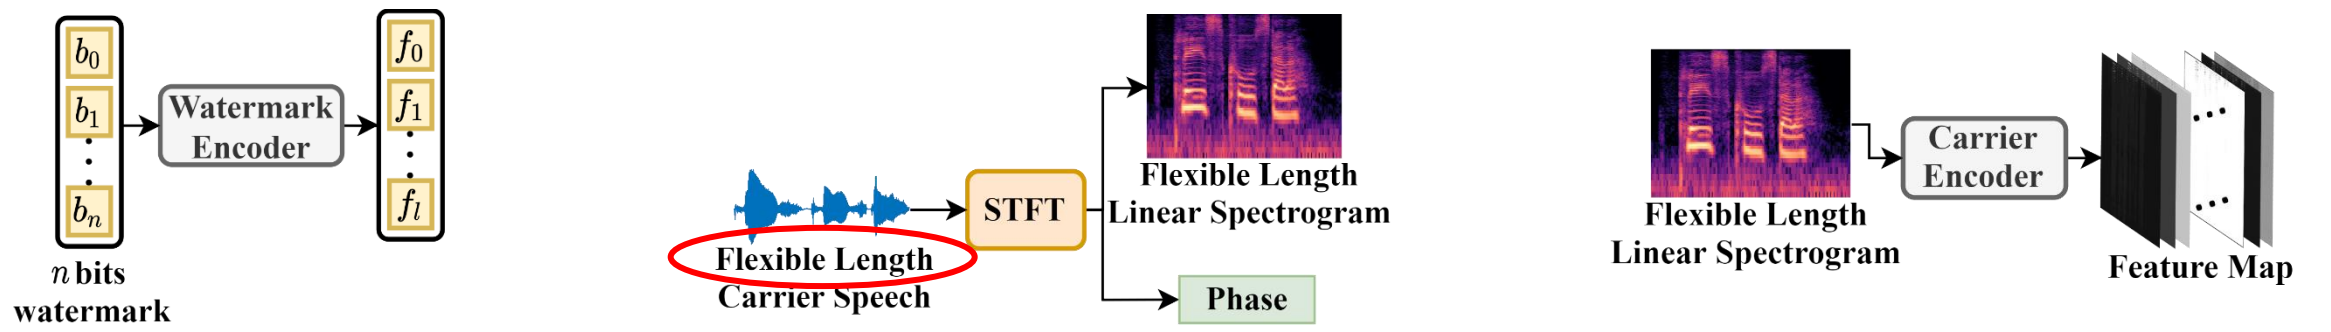 b0
b1
bn
n bits
watermark
Watermark
Encoder
f0
f1
fl
Flexible Length
Carrier Speech
STFT
Flexible Length
Linear Spectrogram
Phase
Flexible Length
Linear Spectrogram
Carrier
Encoder
Feature Map